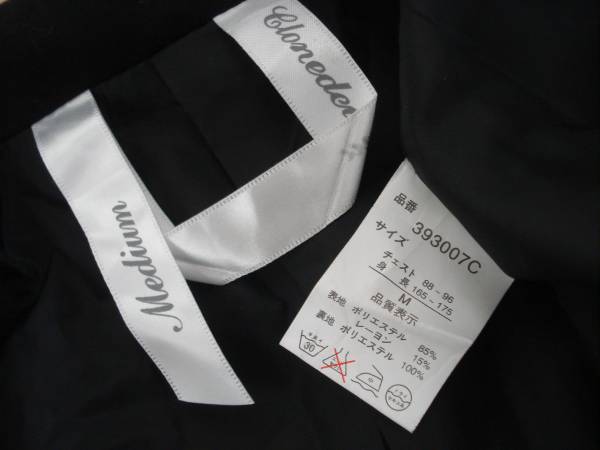 Cloneder
Medium
品番
393007C
サイズ
チェスト 88-96
身長 165-175
M
品質表示
表地 ポリエステル 85%
レーヨン 15%
裏地 ポリエステル 100%
30